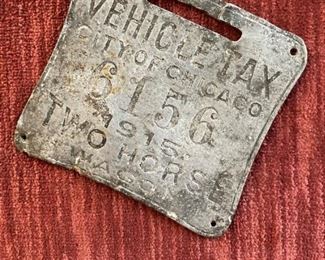 VEHICLE TAX
CITY OF CHICAGO
6156
1915
TWO HORSE
WAGON